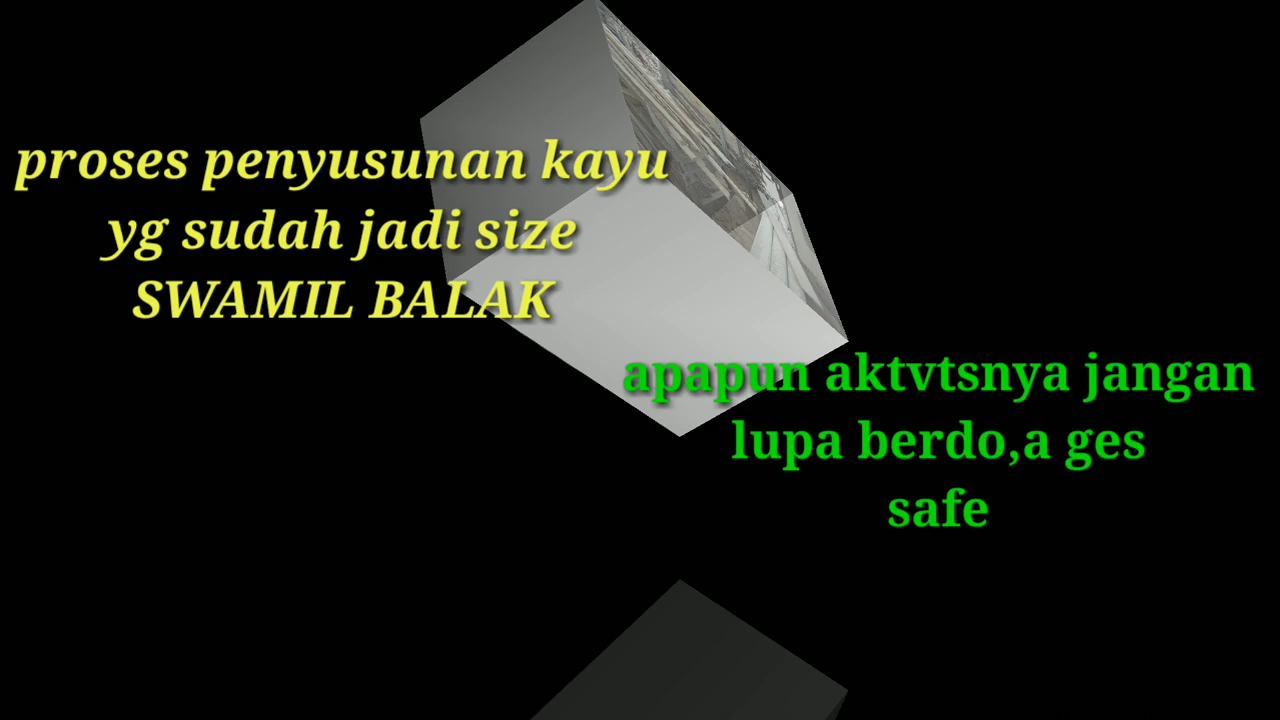 proses penyusunan kayu
yg sudah jadi size
SWAMIL BALAK
apapun aktvtsnya jangan
lupa berdo,a ges
safe